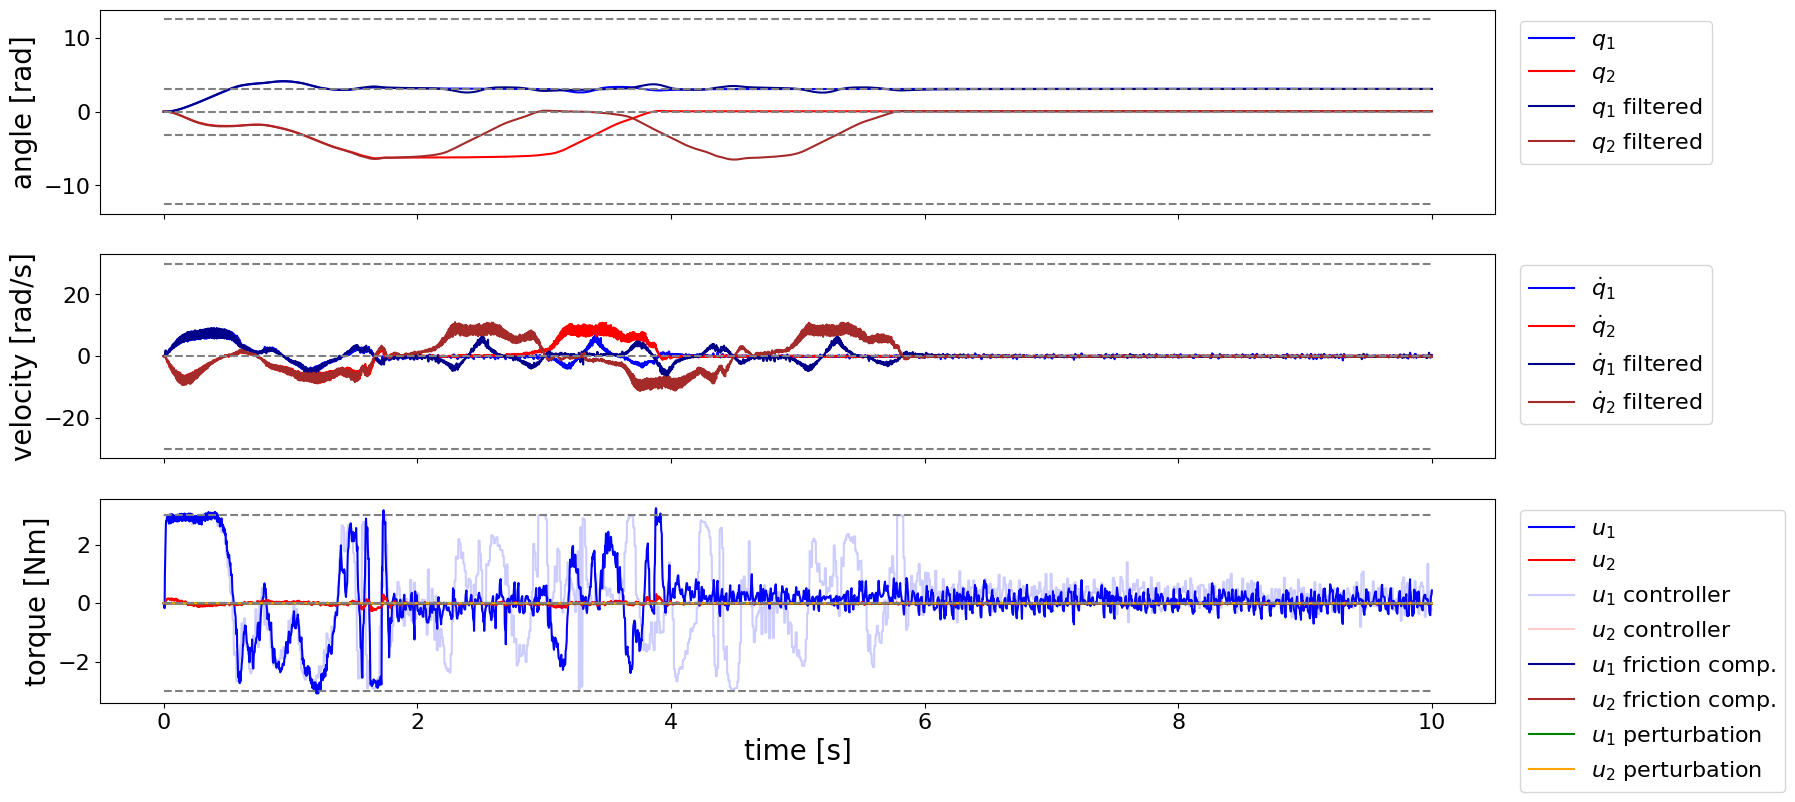 angle [rad]
10
0
−10
q₁
q₂
q₁ filtered
q₂ filtered
velocity [rad/s]
20
0
−20
q̇₁
q̇₂
q̇₁ filtered
q̇₂ filtered
torque [Nm]
2
0
−2
0 2 4 6 8 10
time [s]
u₁
u₂
u₁ controller
u₂ controller
u₁ friction comp.
u₂ friction comp.
u₁ perturbation
u₂ perturbation